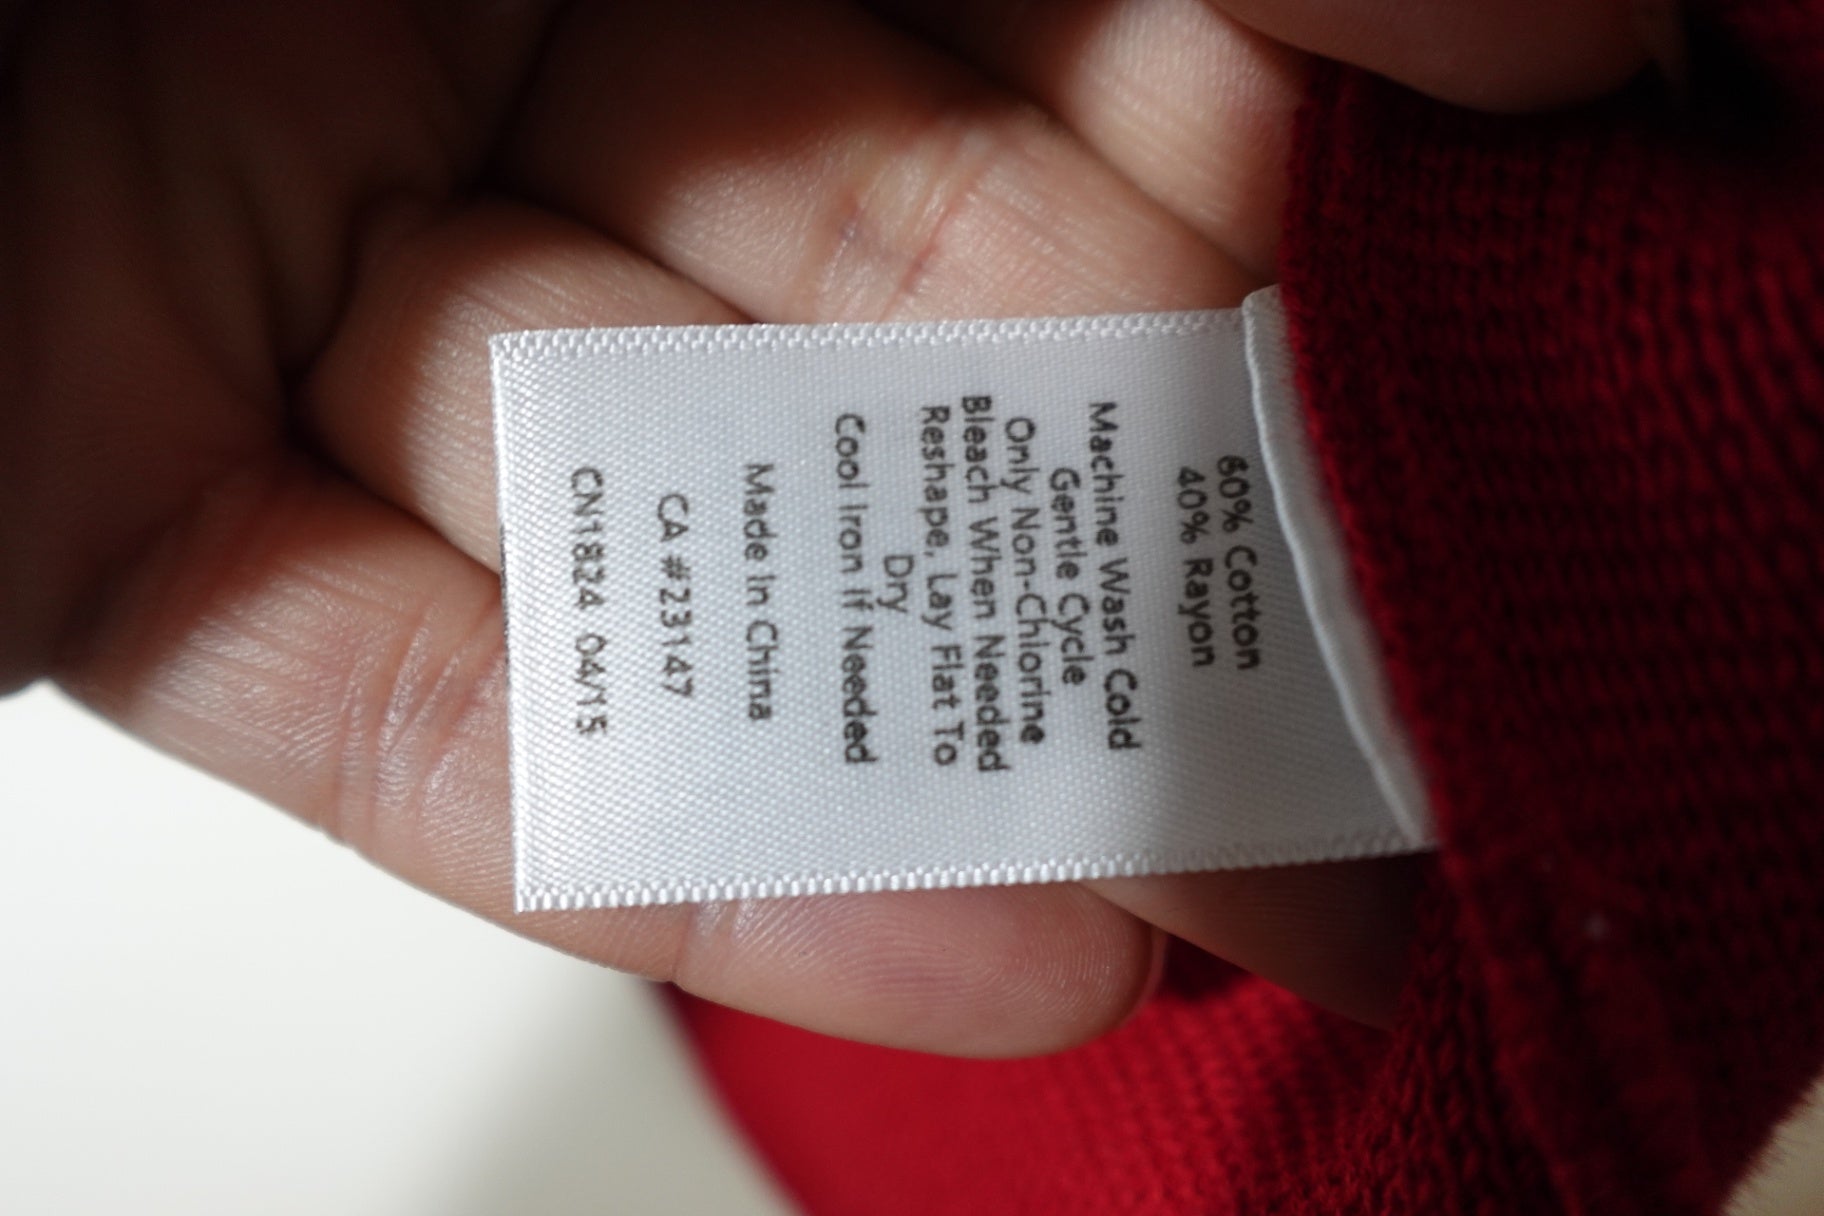 60% Cotton
40% Rayon
Machine Wash Cold
Gentle Cycle
Only Non-Chlorine
Bleach When Needed
Reshape, Lay Flat To
Dry
Cool Iron If Needed
Made In China
CA #23147
CN1824 04/15